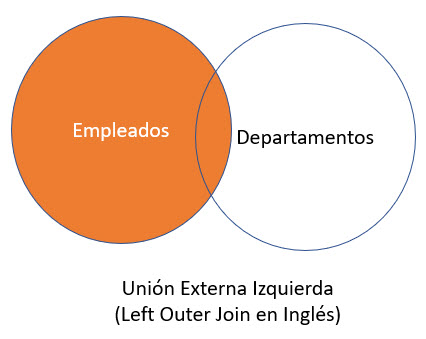 Empleados
Departamentos
Unión Externa Izquierda
(Left Outer Join en Inglés)